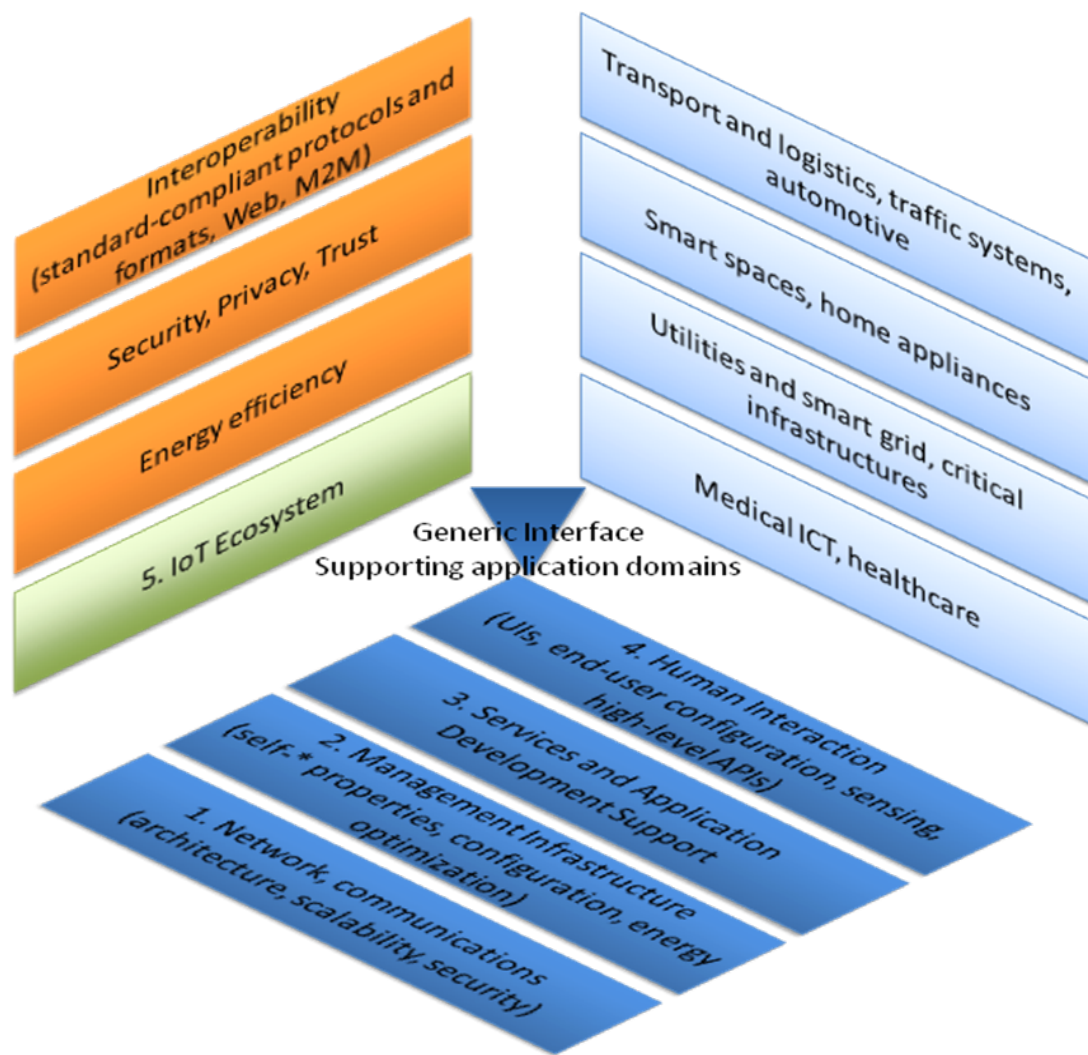 Interoperability
(standard-compliant protocols and
formats, Web, M2M)
Security, Privacy, Trust
Energy efficiency
5. IoT Ecosystem
Transport and logistics, traffic systems,
automotive
Smart spaces, home appliances
Utilities and smart grid, critical
infrastructures
Medical ICT, healthcare
Generic Interface
Supporting application domains
4. Human Interaction
(UIs, end-user configuration, sensing,
high-level APIs)
3. Services and Application
Development Support
2. Management Infrastructure
(self-* properties, configuration, energy
optimization)
1. Network, communications
(architecture, scalability, security)